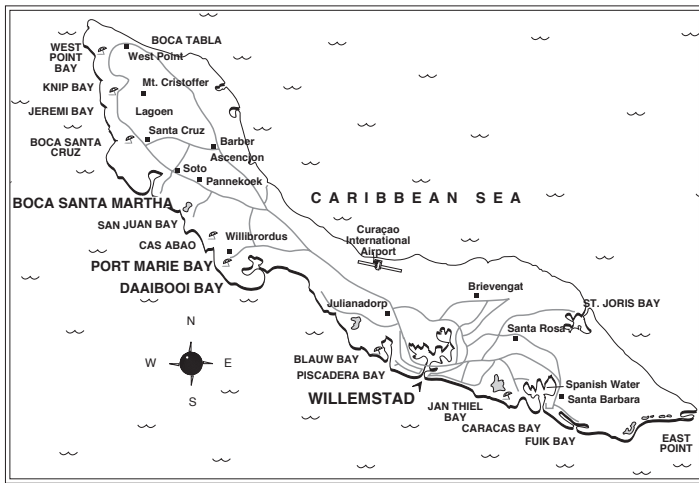 BOCA TABLA
WEST
POINT
BAY
West Point
KNIP BAY
Mt. Cristoffer
JEREMI BAY
Lagoen
BOCA SANTA
CRUZ
Santa Cruz
Barber
Ascencion
Soto
Pannekoek
BOCA SANTA MARTHA
CARIBBEAN SEA
SAN JUAN BAY
CAS ABAO
Willibrordus
Curaçao
International
Airport
PORT MARIE BAY
DAAIBOOI BAY
Brievengat
ST. JORIS BAY
Julianadorp
Santa Rosa
N
W
E
S
BLAUW BAY
PISCADERA BAY
WILLEMSTAD
Spanish Water
Santa Barbara
JAN THIEL
BAY
CARACAS BAY
FUIK BAY
EAST
POINT